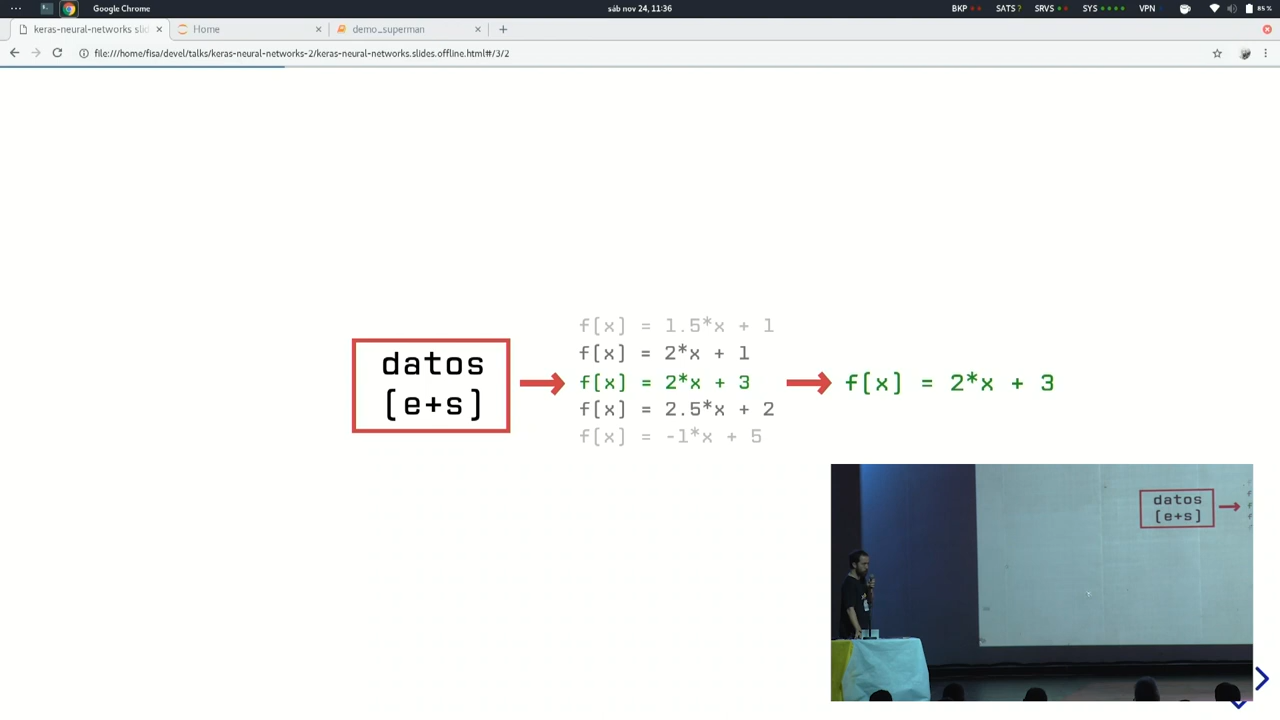 Google Chrome
sáb nov 24, 11:36
BKP
SATS ?
SRVS
SYS
VPN
85 %
keras-neural-networks slid
Home
demo_superman
file:///home/fisa/devel/talks/keras-neural-networks-2/keras-neural-networks.slides.offline.html#/3/2
datos
[e+s]
f[x] = 1.5*x + 1
f[x] = 2*x + 1
f[x] = 2*x + 3
f[x] = 2.5*x + 2
f[x] = -1*x + 5
f[x] = 2*x + 3
datos
[e+s]